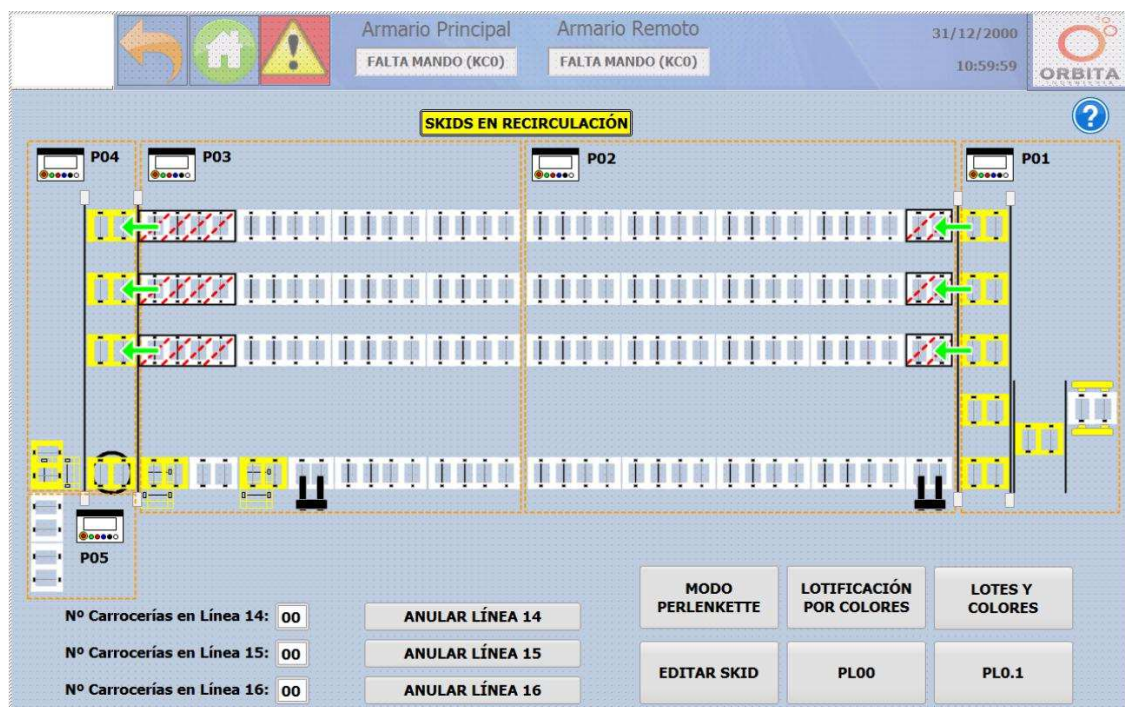 Armario Principal
Armario Remoto
31/12/2000
FALTA MANDO (KC0)
FALTA MANDO (KC0)
10:59:59
ORBITA
INGENIERÍA
SKIDS EN RECIRCULACIÓN
?
P04
P03
P02
P01
P05
MODO
PERLENKETTE
LOTIFICACIÓN
POR COLORES
LOTES Y
COLORES
Nº Carrocerías en Línea 14: 00
ANULAR LÍNEA 14
Nº Carrocerías en Línea 15: 00
ANULAR LÍNEA 15
EDITAR SKID
PL00
PL0.1
Nº Carrocerías en Línea 16: 00
ANULAR LÍNEA 16